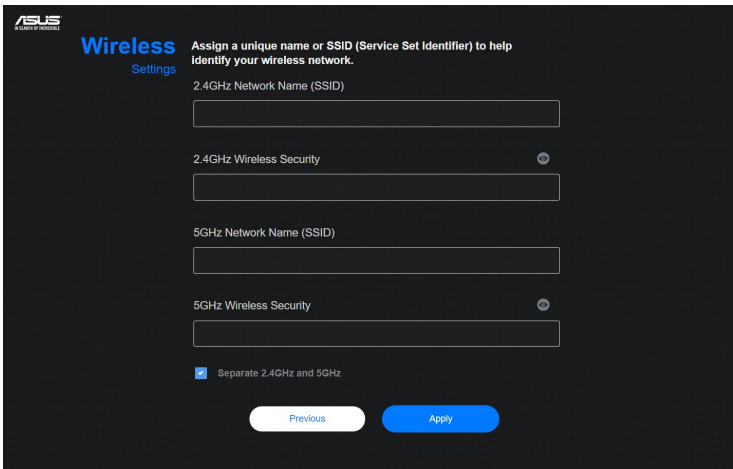 ASUS
IN SEARCH OF INCREDIBLE
Wireless
Settings
Assign a unique name or SSID (Service Set Identifier) to help
identify your wireless network.
2.4GHz Network Name (SSID)
2.4GHz Wireless Security
5GHz Network Name (SSID)
5GHz Wireless Security
Separate 2.4GHz and 5GHz
Previous
Apply